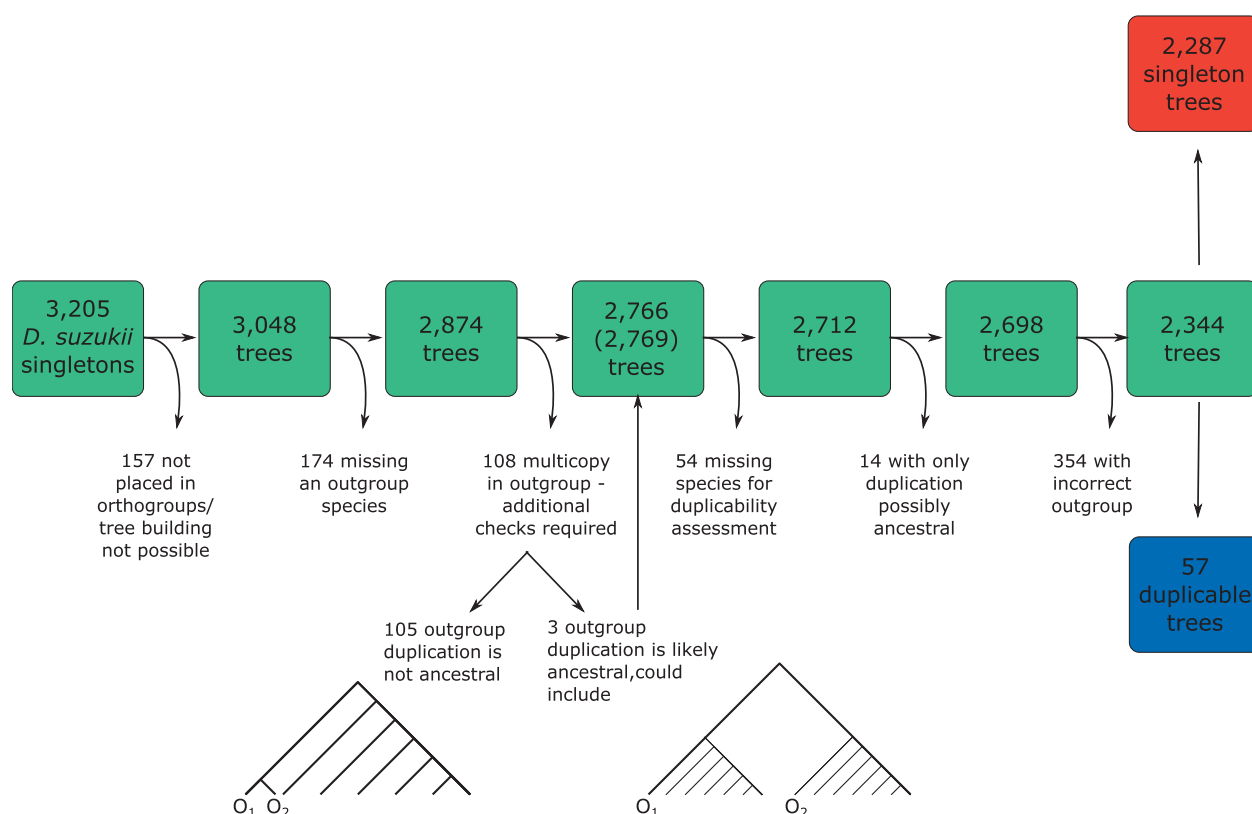 2,287
singleton
trees
3,205
D. suzukii
singletons
3,048
trees
2,874
trees
2,766
(2,769)
trees
2,712
trees
2,698
trees
2,344
trees
157 not
placed in
orthogroups/
tree building
not possible
174 missing
an outgroup
species
108 multicopy
in outgroup -
additional
checks required
54 missing
species for
duplicability
assessment
14 with only
duplication
possibly
ancestral
354 with
incorrect
outgroup
57
duplicable
trees
105 outgroup
duplication is
not ancestral
3 outgroup
duplication is likely
ancestral,could
include
O₁ O₂
O₁ O₂